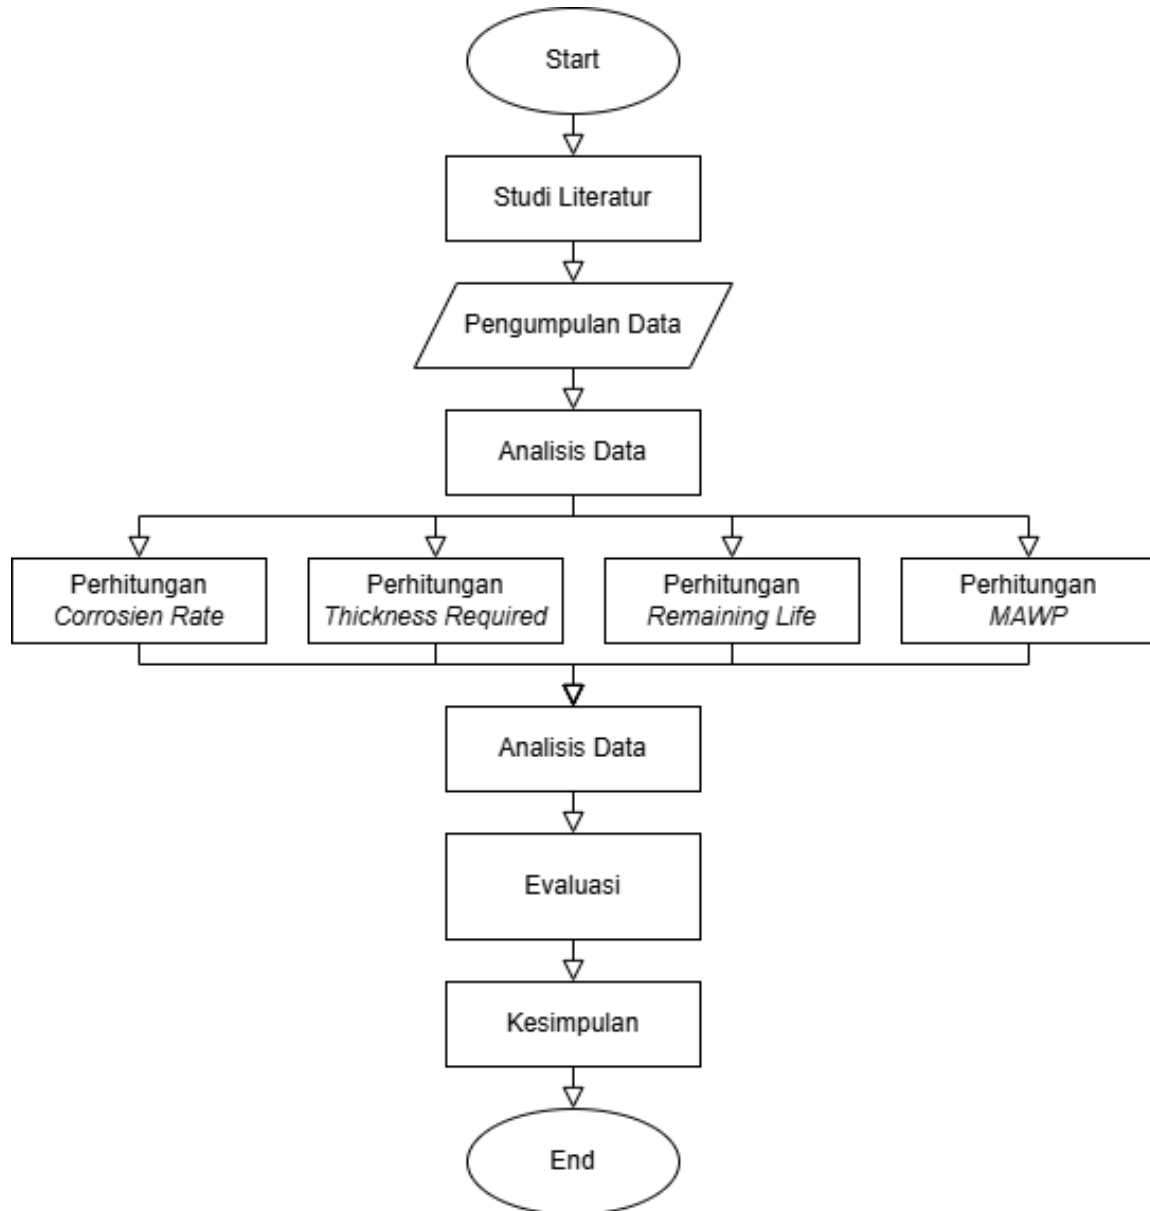 Start
Studi Literatur
Pengumpulan Data
Analisis Data
Perhitungan
Corrosien Rate
Perhitungan
Thickness Required
Perhitungan
Remaining Life
Perhitungan
MAWP
Analisis Data
Evaluasi
Kesimpulan
End